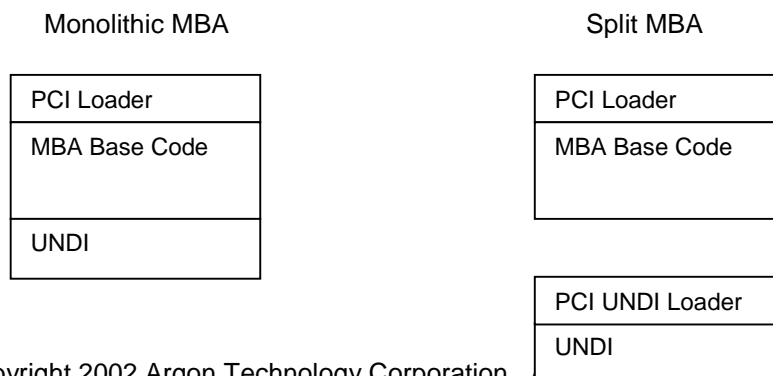 Monolithic MBA
Split MBA
PCI Loader
MBA Base Code
UNDI
PCI Loader
MBA Base Code
PCI UNDI Loader
UNDI
Copyright 2002 Argon Technology Corporation